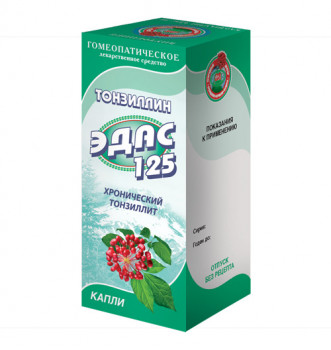 ГОМЕОПАТИЧЕСКОЕ
лекарственное средство
ТОНЗИЛЛИН
ЭДАС
125
ХРОНИЧЕСКИЙ
ТОНЗИЛЛИТ
КАПЛИ
ПОКАЗАНИЯ
К ПРИМЕНЕНИЮ
Серия:
Годен до:
ОТПУСК
БЕЗ РЕЦЕПТА